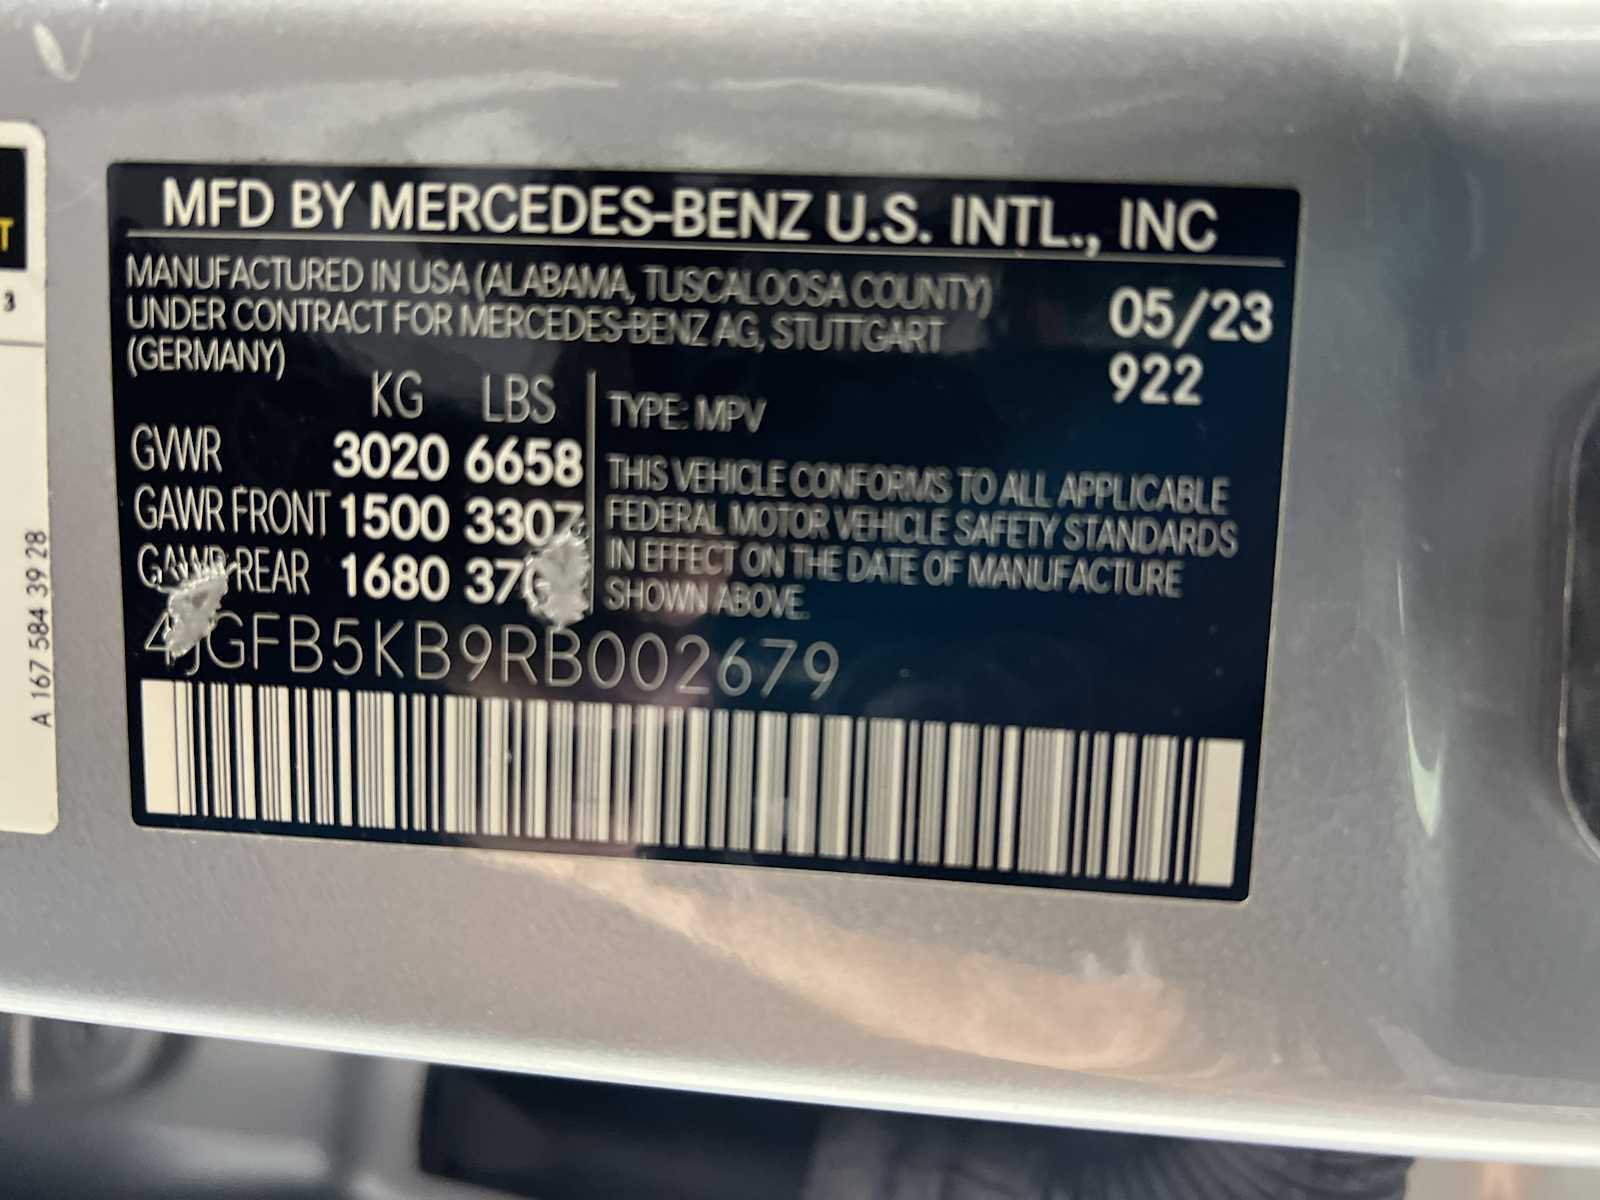 MFD BY MERCEDES-BENZ U.S. INTL., INC
MANUFACTURED IN USA (ALABAMA, TUSCALOOSA COUNTY)
UNDER CONTRACT FOR MERCEDES-BENZ AG, STUTTGART
(GERMANY)
05/23
922
KG LBS
GVWR 3020 6658
GAWR FRONT 1500 3307
GAWR REAR 1680
TYPE: MPV
THIS VEHICLE CONFORMS TO ALL APPLICABLE
FEDERAL MOTOR VEHICLE SAFETY STANDARDS
IN EFFECT ON THE DATE OF MANUFACTURE
SHOWN ABOVE.
4JGFB5KB9RB002679
T
3
A 167 584 39 28